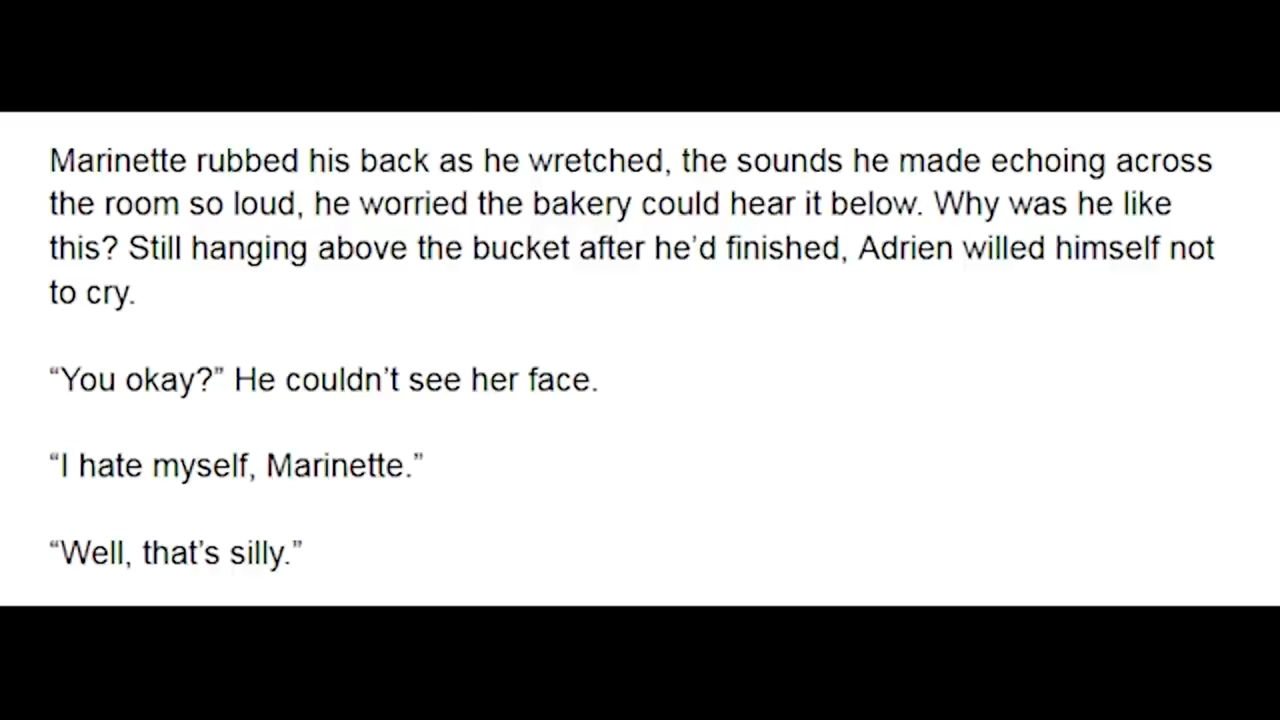 Marinette rubbed his back as he wretched, the sounds he made echoing across
the room so loud, he worried the bakery could hear it below. Why was he like
this? Still hanging above the bucket after he’d finished, Adrien willed himself not
to cry.
“You okay?” He couldn’t see her face.
“I hate myself, Marinette.”
“Well, that’s silly.”